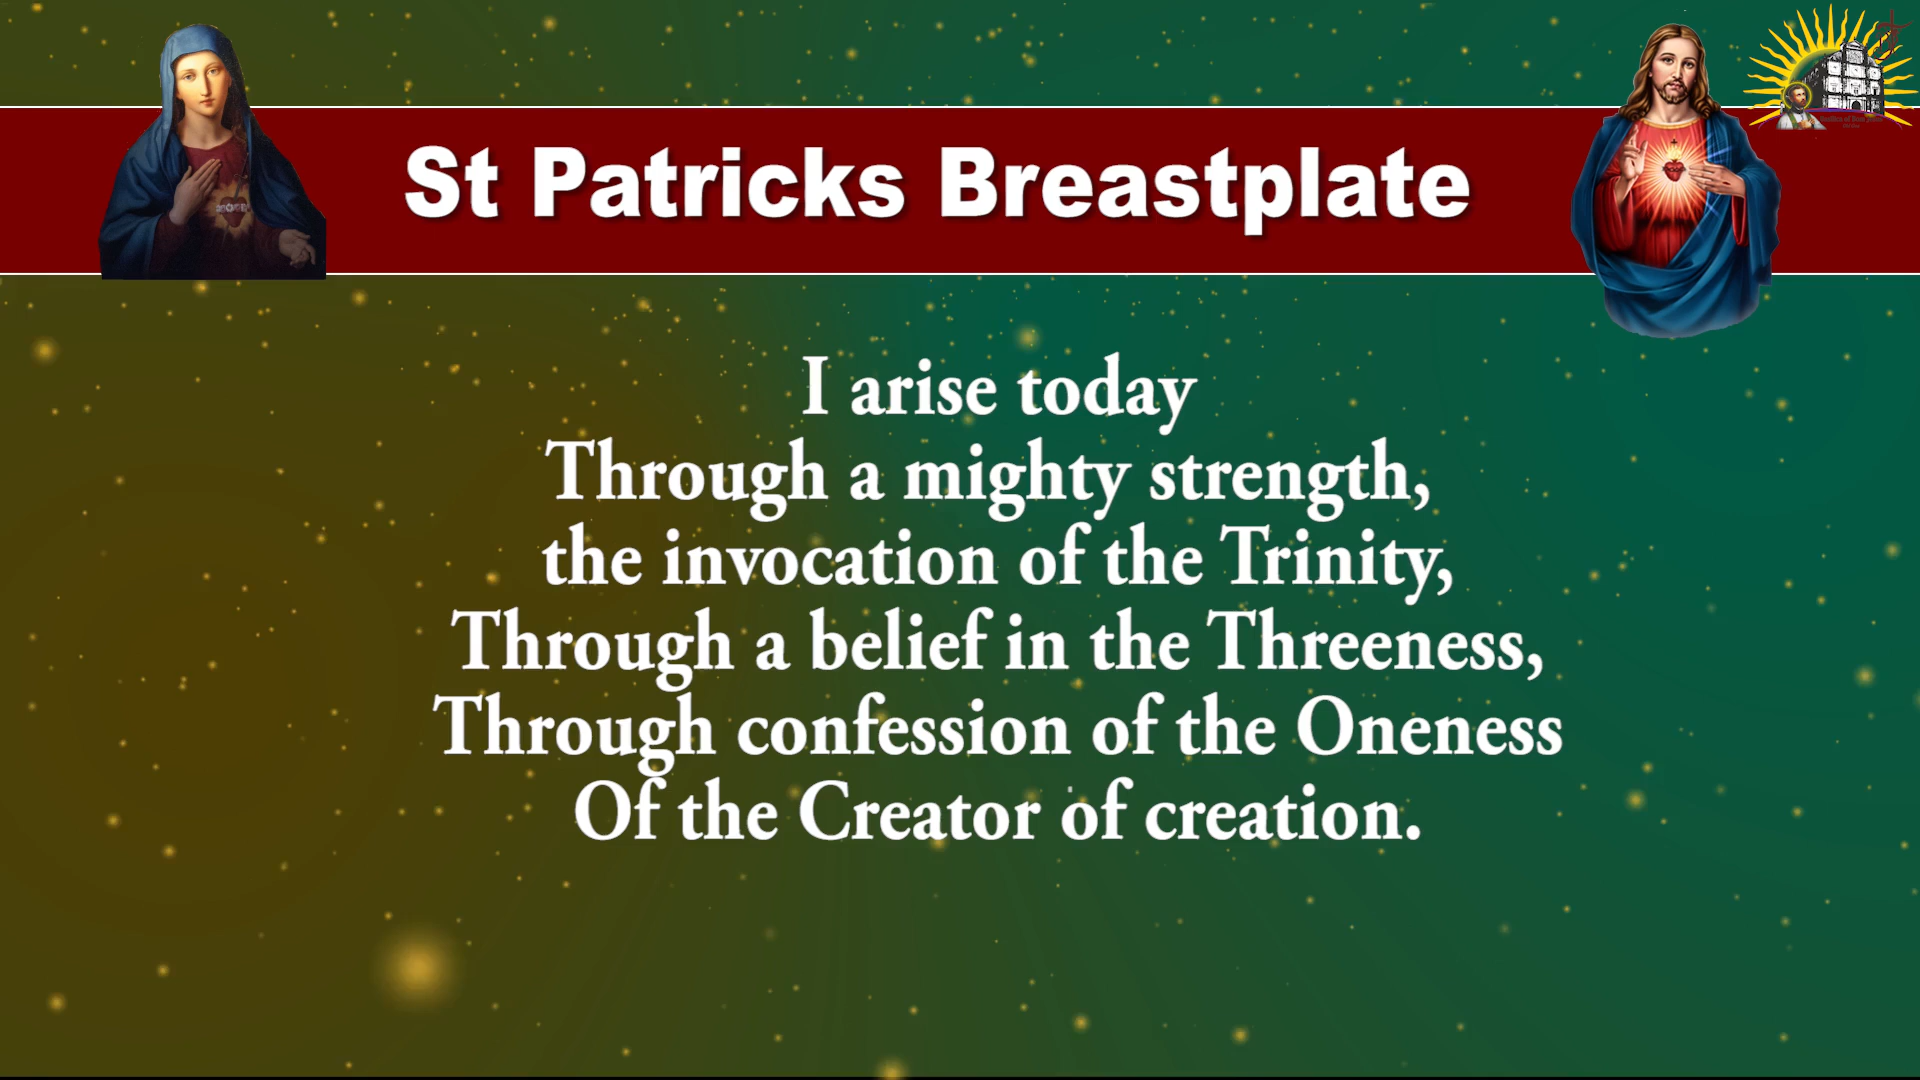 St Patricks Breastplate
I arise today
Through a mighty strength,
the invocation of the Trinity,
Through a belief in the Threeness,
Through confession of the Oneness
Of the Creator of creation.